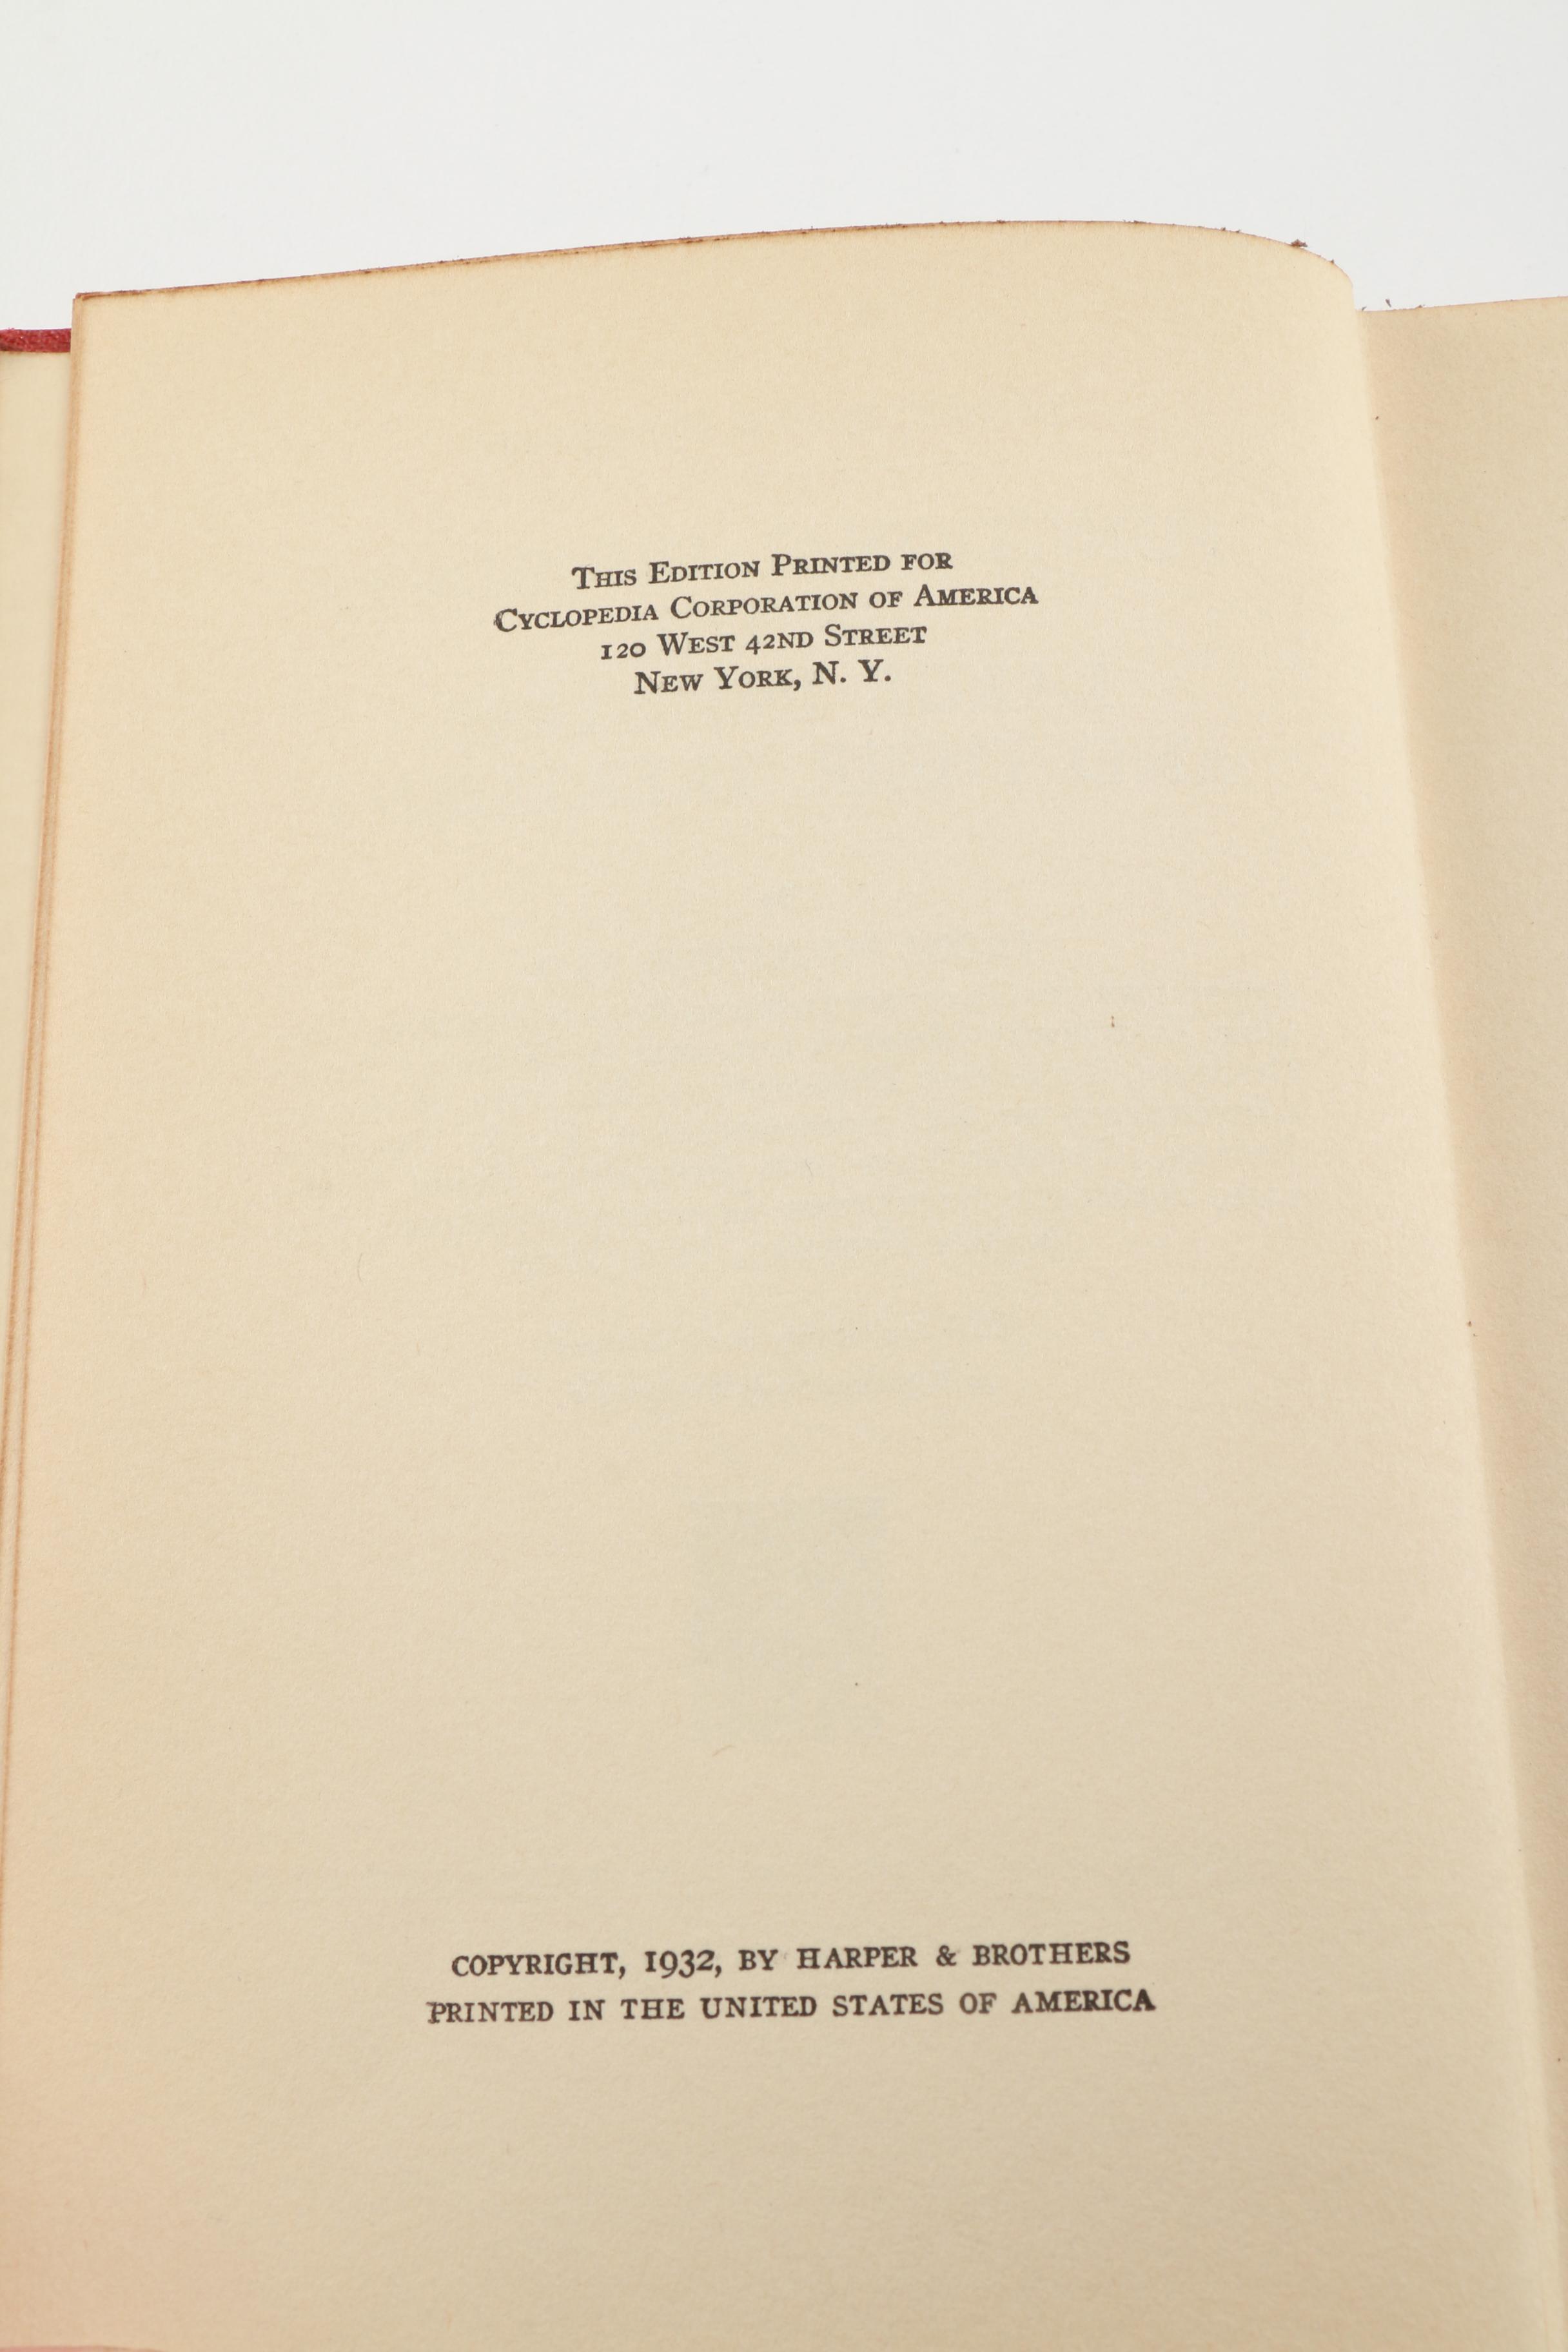 This Edition Printed for
Cyclopedia Corporation of America
120 West 42nd Street
New York, N. Y.
COPYRIGHT, 1932, BY HARPER & BROTHERS
PRINTED IN THE UNITED STATES OF AMERICA